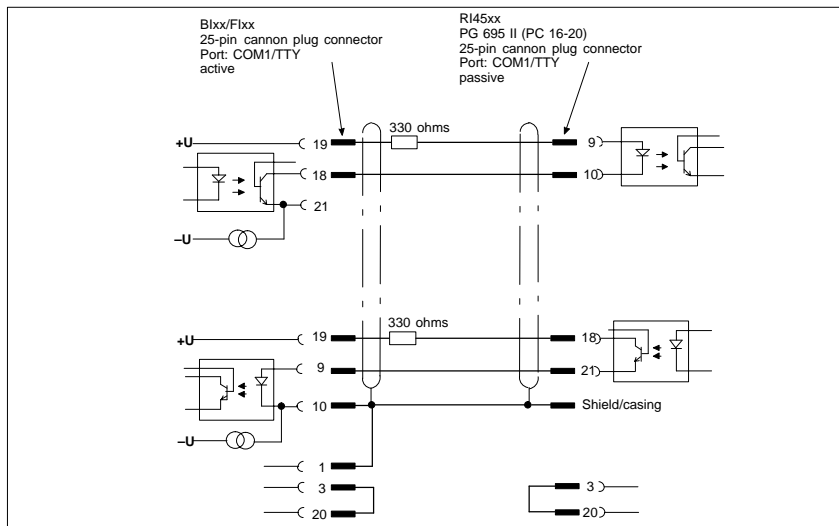 BIxx/FIxx
25-pin cannon plug connector
Port: COM1/TTY
active
RI45xx
PG 695 II (PC 16-20)
25-pin cannon plug connector
Port: COM1/TTY
passive
330 ohms
+U
19
9
18
10
21
–U
330 ohms
+U
19
18
9
21
10
Shield/casing
–U
1
3
3
20
20